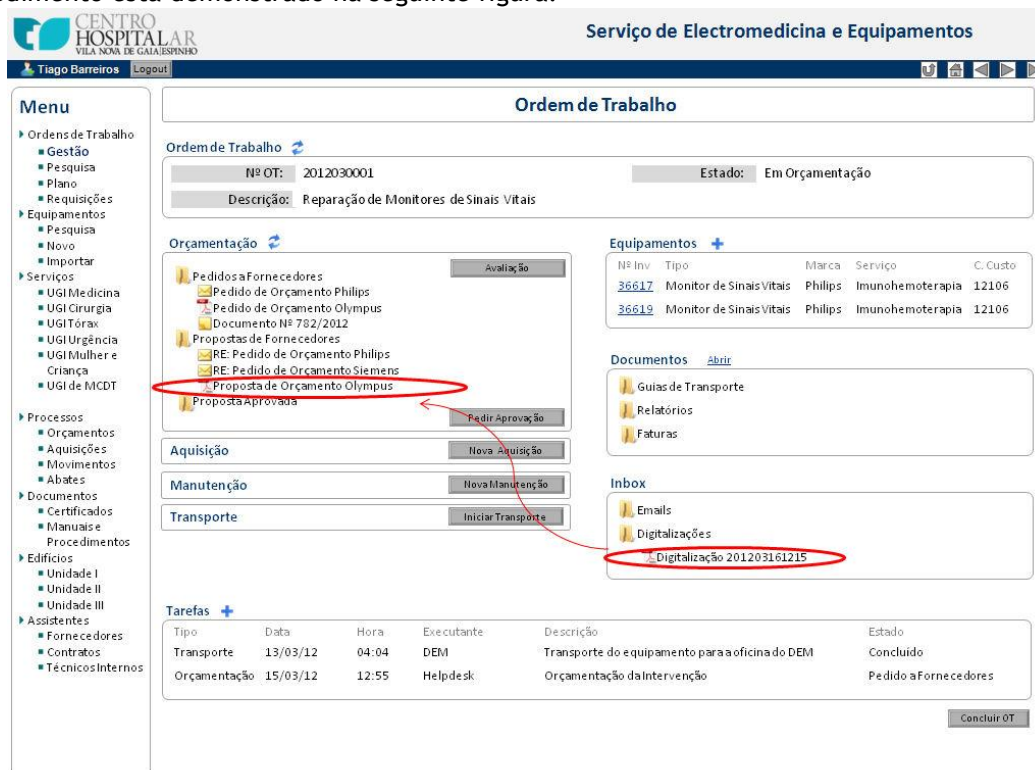 dimento está demonstrado na seguinte figura:
CENTRO
HOSPITALAR
VILA NOVA DE GAIA|ESPINHO
Serviço de Electromedicina e Equipamentos
Tiago Barreiros Logout
Menu
Ordens de Trabalho
Gestão
Pesquisa
Plano
Requisições
Equipamentos
Pesquisa
Novo
Importar
Serviços
UGI Medicina
UGI Cirurgia
UGI Tórax
UGI Urgência
UGI Mulher e
Criança
UGI de MCDT
Processos
Orçamentos
Aquisições
Movimentos
Abates
Documentos
Certificados
Manuais e
Procedimentos
Edifícios
Unidade I
Unidade II
Unidade III
Assistentes
Fornecedores
Contratos
Técnicos Internos
Ordem de Trabalho
Ordem de Trabalho
Nº OT: 2012030001 Estado: Em Orçamentação
Descrição: Reparação de Monitores de Sinais Vitais
Orçamentação
Avaliação
Pedidos a Fornecedores
Pedido de Orçamento Philips
Pedido de Orçamento Olympus
Documento Nº 782/2012
Propostas de Fornecedores
RE: Pedido de Orçamento Philips
RE: Pedido de Orçamento Siemens
Proposta de Orçamento Olympus
Proposta Aprovada
Pedir Aprovação
Aquisição Nova Aquisição
Manutenção Nova Manutenção
Transporte Iniciar Transporte
Equipamentos
Nº Inv Tipo Marca Serviço C. Custo
36617 Monitor de Sinais Vitais Philips Imunohemoterapia 12106
36619 Monitor de Sinais Vitais Philips Imunohemoterapia 12106
Documentos Abrir
Guias de Transporte
Relatórios
Faturas
Inbox
Emails
Digitalizações
Digitalização 201203161215
Tarefas
Tipo Data Hora Executante Descrição Estado
Transporte 13/03/12 04:04 DEM Transporte do equipamento para a oficina do DEM Concluído
Orçamentação 15/03/12 12:55 Helpdesk Orçamentação da Intervenção Pedido a Fornecedores
Concluir OT